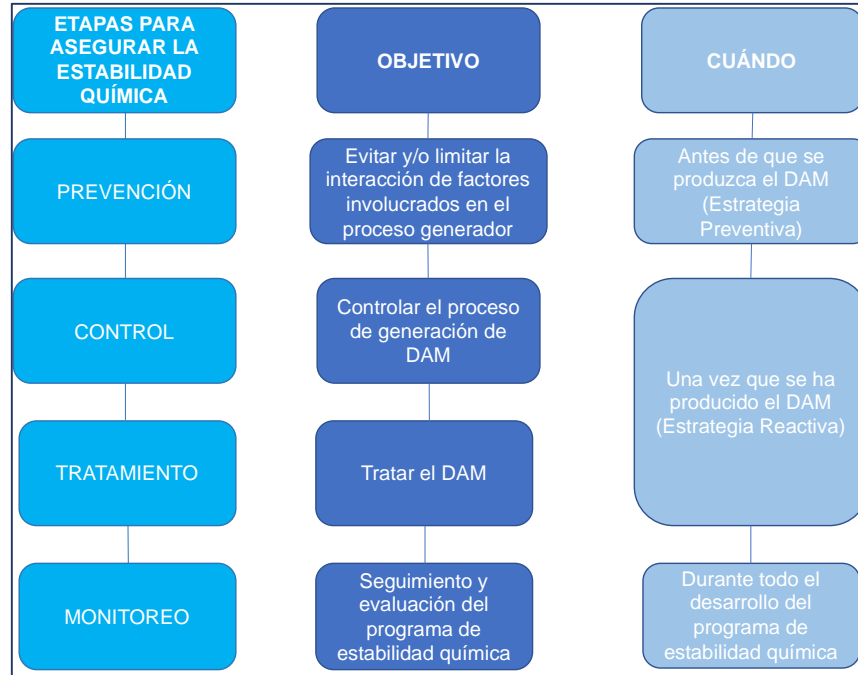 ETAPAS PARA
ASEGURAR LA
ESTABILIDAD
QUÍMICA
OBJETIVO
CUÁNDO
PREVENCIÓN
Evitar y/o limitar la
interacción de factores
involucrados en el
proceso generador
Antes de que se
produzca el DAM
(Estrategia
Preventiva)
CONTROL
Controlar el proceso
de generación de
DAM
Una vez que se ha
producido el DAM
(Estrategia Reactiva)
TRATAMIENTO
Tratar el DAM
MONITOREO
Seguimiento y
evaluación del
programa de
estabilidad química
Durante todo el
desarrollo del
programa de
estabilidad química